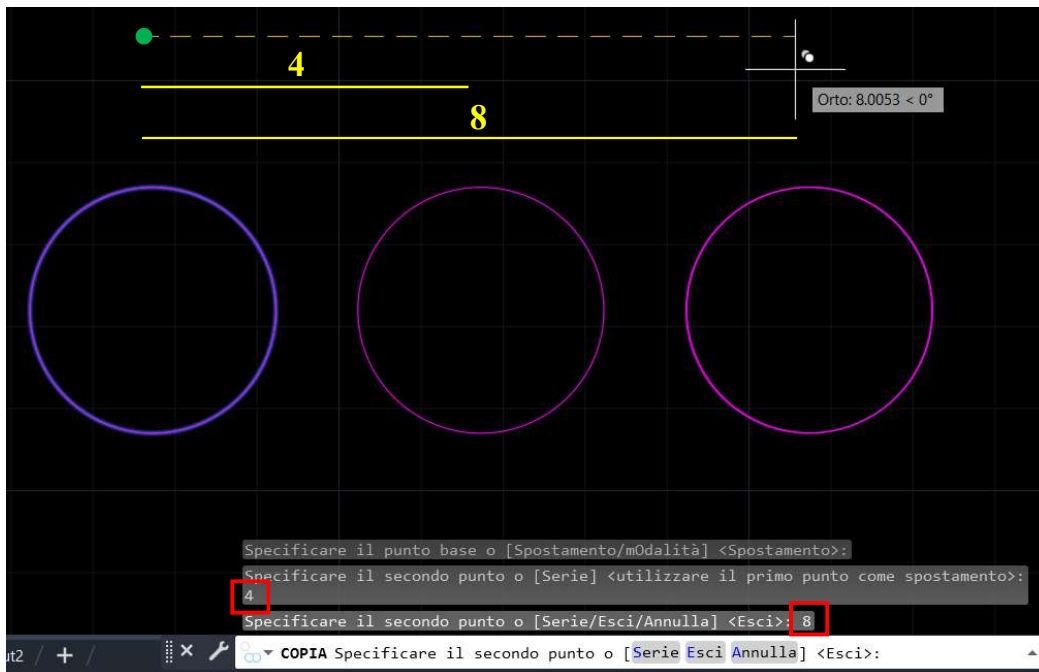 4
Orto: 8.0053 < 0°
8
Specificare il punto base o [Spostamento/mOdalità] <Spostamento>:
Specificare il secondo punto o [Serie] <utilizzare il primo punto come spostamento>:
4
Specificare il secondo punto o [Serie/Esci/Annulla] <Esci>: 8
ut2 / + / COPIA Specificare il secondo punto o [Serie Esci Annulla] <Esci>: